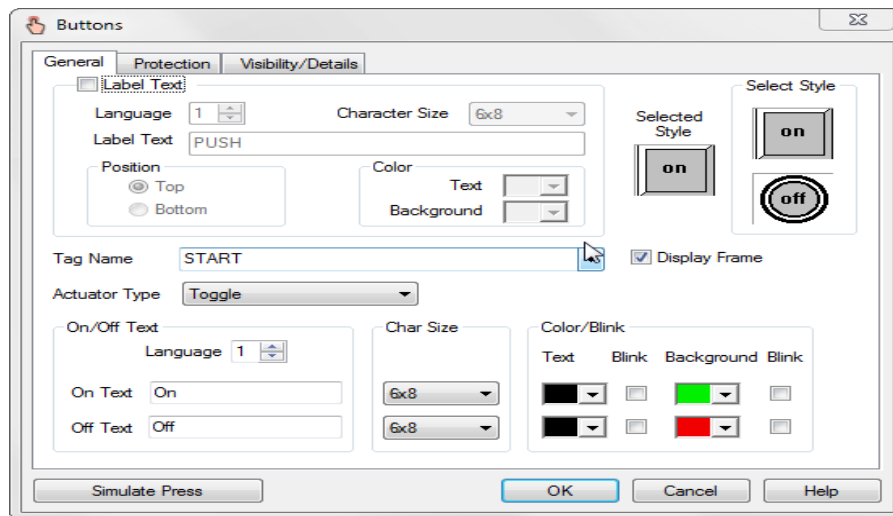 Buttons
General Protection Visibility/Details
Label Text
Language 1 Character Size 6x8
Label Text PUSH
Position
Top
Bottom
Color
Text
Background
Selected Style
on
Select Style
on
off
Tag Name START
Display Frame
Actuator Type Toggle
On/Off Text
Language 1
On Text On
Off Text Off
Char Size
6x8
6x8
Color/Blink
Text Blink Background Blink
Simulate Press OK Cancel Help